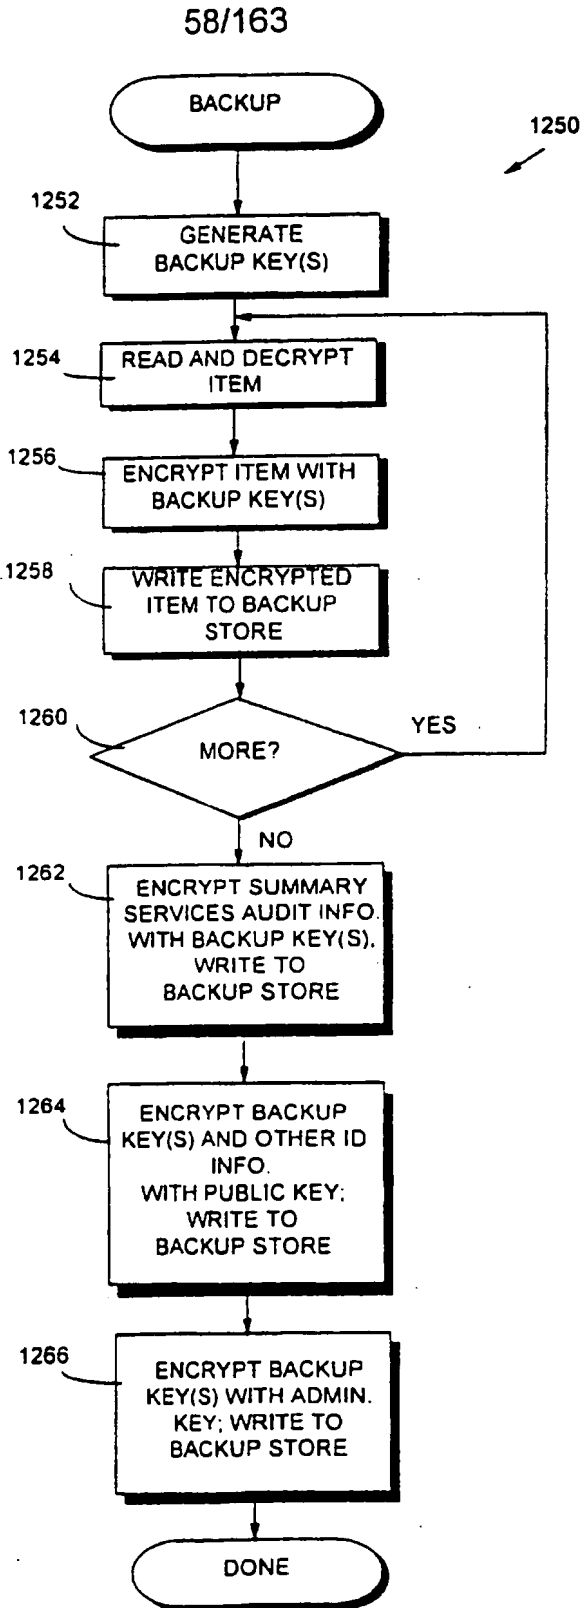 58/163
BACKUP
1250
1252
GENERATE
BACKUP KEY(S)
1254
READ AND DECRYPT
ITEM
1256
ENCRYPT ITEM WITH
BACKUP KEY(S)
1258
WRITE ENCRYPTED
ITEM TO BACKUP
STORE
1260
MORE?
YES
NO
1262
ENCRYPT SUMMARY
SERVICES AUDIT INFO.
WITH BACKUP KEY(S),
WRITE TO
BACKUP STORE
1264
ENCRYPT BACKUP
KEY(S) AND OTHER ID
INFO.
WITH PUBLIC KEY;
WRITE TO
BACKUP STORE
1266
ENCRYPT BACKUP
KEY(S) WITH ADMIN.
KEY; WRITE TO
BACKUP STORE
DONE